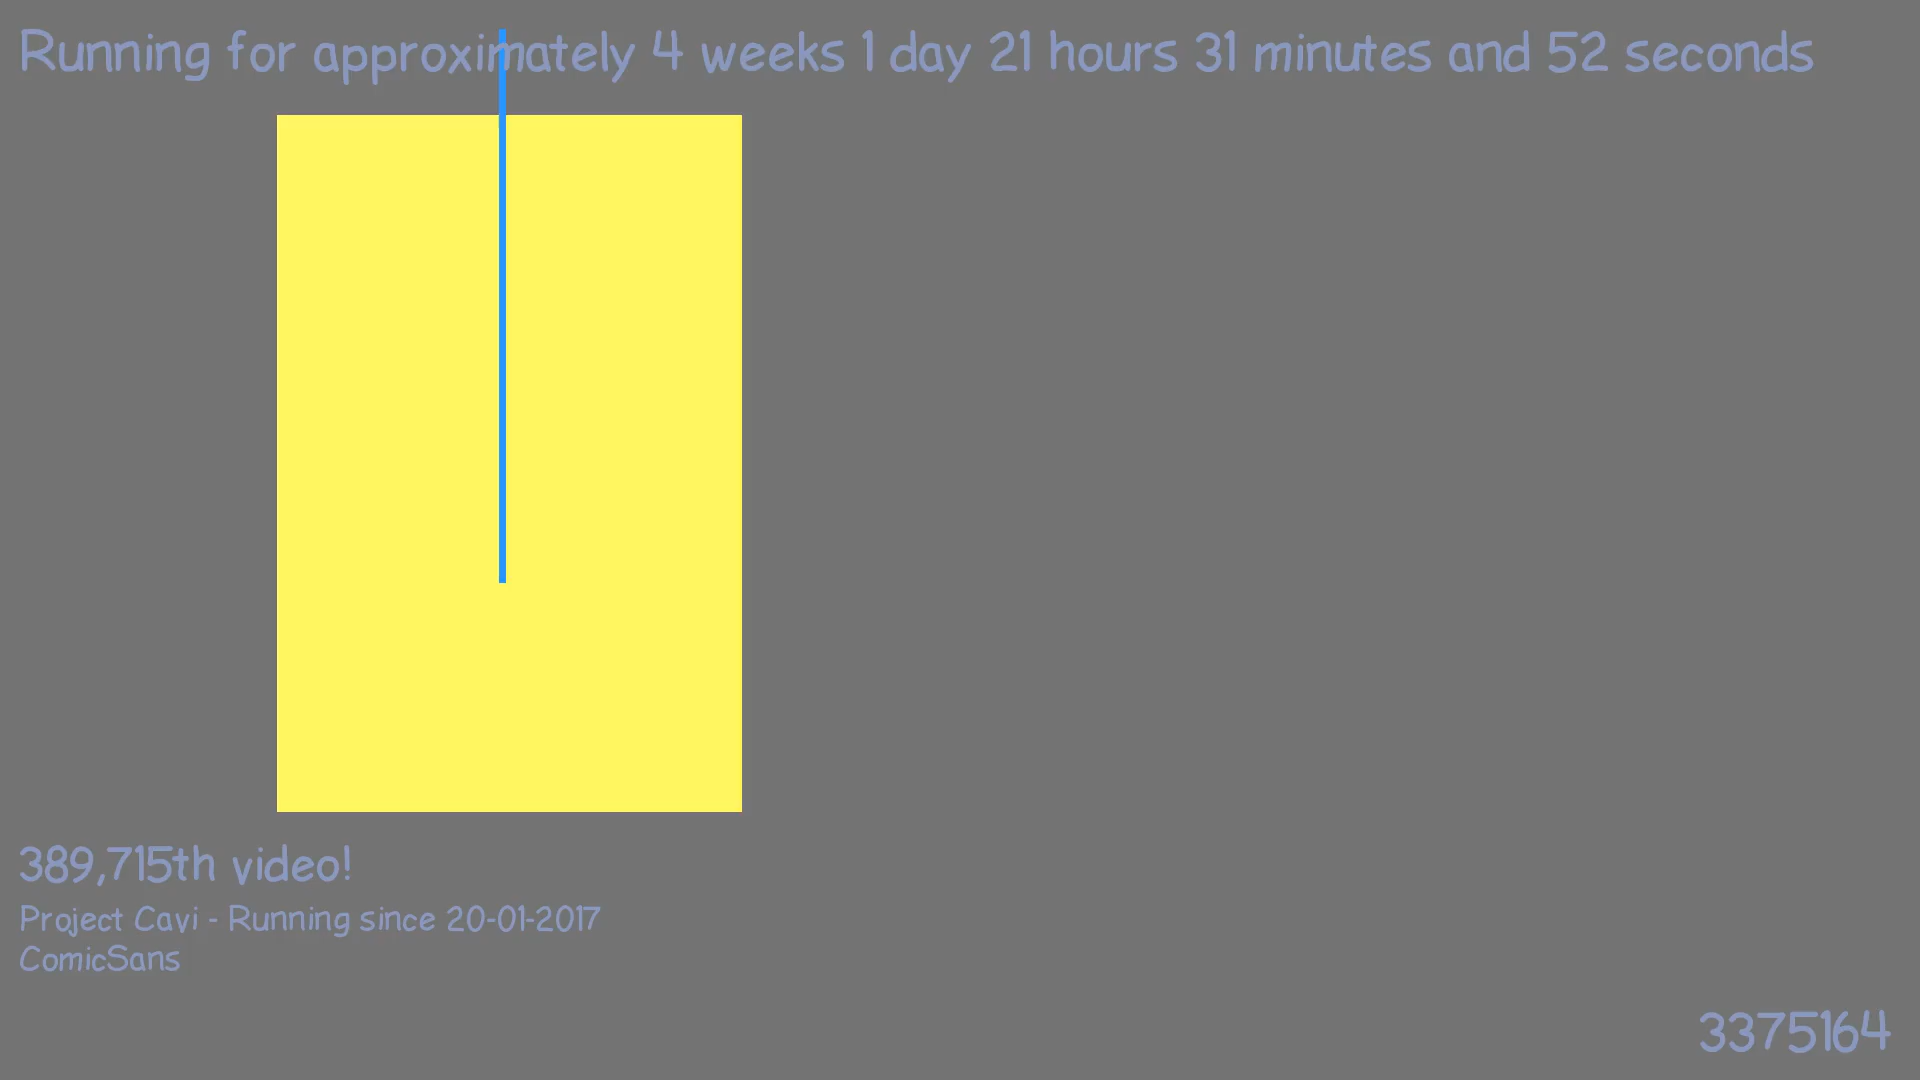 Running for approximately 4 weeks 1 day 21 hours 31 minutes and 52 seconds
389,715th video!
Project Cavi - Running since 20-01-2017
ComicSans
3375164